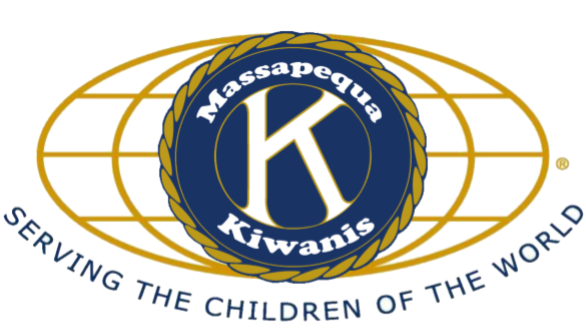 Massapequa
K
Kiwanis
®
SERVING THE CHILDREN OF THE WORLD